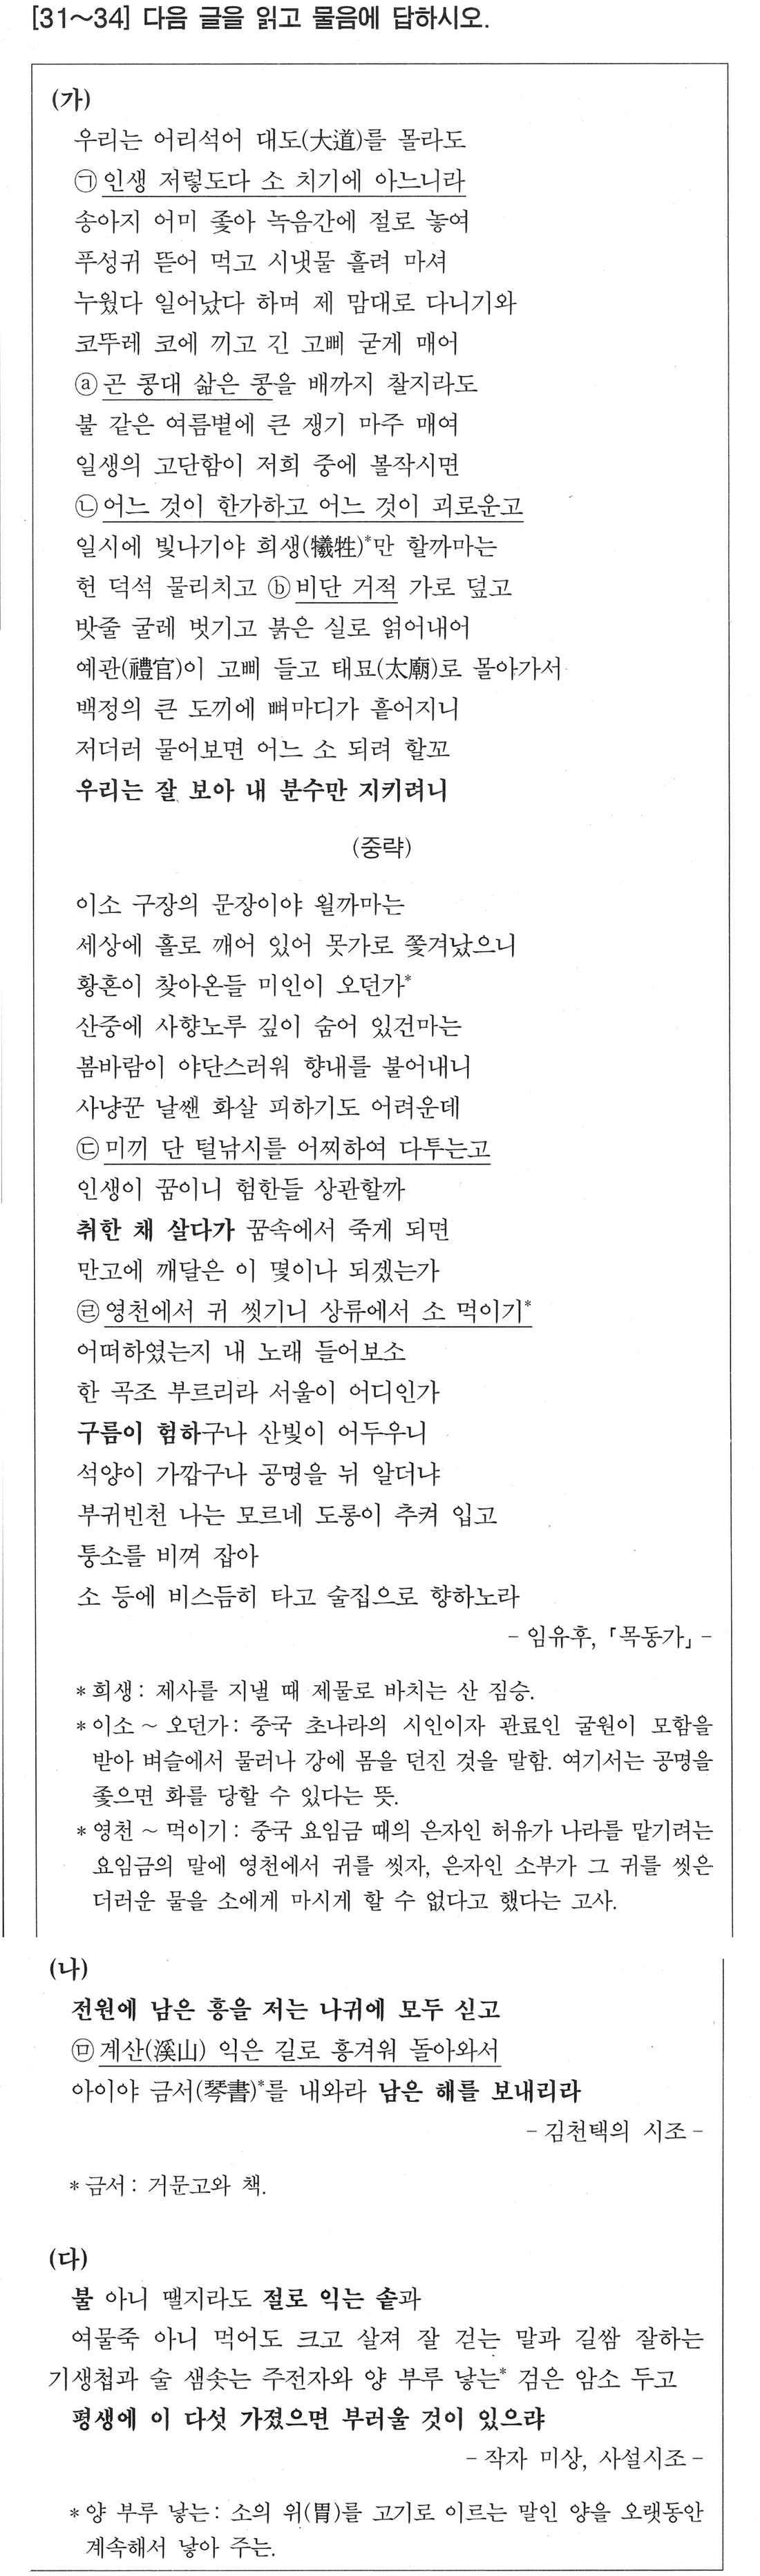 [31~34] 다음 글을 읽고 물음에 답하시오.
(가)
우리는 어리석어 대도(大道)를 몰라도
㉠ 인생 저렇도다 소 치기에 아느니라
송아지 어미 좇아 녹음간에 절로 놓여
푸성귀 뜯어 먹고 시냇물 흘려 마셔
누웠다 일어났다 하며 제 맘대로 다니기와
코뚜레 코에 끼고 긴 고삐 굳게 매어
ⓐ 곤 콩대 삶은 콩을 배까지 찰지라도
불 같은 여름볕에 큰 쟁기 마주 매여
일생의 고단함이 저희 중에 볼작시면
㉡ 어느 것이 한가하고 어느 것이 괴로운고
일시에 빛나기야 희생(犧牲)*만 할까마는
헌 덕석 물리치고 ⓑ 비단 거적 가로 덮고
밧줄 굴레 벗기고 붉은 실로 얽어내어
예관(禮官)이 고삐 들고 태묘(太廟)로 몰아가서
백정의 큰 도끼에 뼈마디가 흩어지니
저더러 물어보면 어느 소 되려 할꼬
우리는 잘 보아 내 분수만 지키려니
(중략)
이소 구장의 문장이야 욀까마는
세상에 홀로 깨어 있어 못가로 쫓겨났으니
황혼이 찾아온들 미인이 오던가*
산중에 사향노루 깊이 숨어 있건마는
봄바람이 야단스러워 향내를 불어내니
사냥꾼 날쌘 화살 피하기도 어려운데
㉢ 미끼 단 털낚시를 어찌하여 다투는고
인생이 꿈이니 험한들 상관할까
취한 채 살다가 꿈속에서 죽게 되면
만고에 깨달은 이 몇이나 되겠는가
㉣ 영천에서 귀 씻기니 상류에서 소 먹이기*
어떠하였는지 내 노래 들어보소
한 곡조 부르리라 서울이 어디인가
구름이 험하구나 산빛이 어두우니
석양이 가깝구나 공명을 뉘 알더냐
부귀빈천 나는 모르네 도롱이 추켜 입고
퉁소를 비껴 잡아
소 등에 비스듬히 타고 술집으로 향하노라
- 임유후, 「목동가」 -
* 희생 : 제사를 지낼 때 제물로 바치는 산 짐승.
* 이소 ~ 오던가 : 중국 초나라의 시인이자 관료인 굴원이 모함을
받아 벼슬에서 물러나 강에 몸을 던진 것을 말함. 여기서는 공명을
좇으면 화를 당할 수 있다는 뜻.
* 영천 ~ 먹이기 : 중국 요임금 때의 은자인 허유가 나라를 맡기려는
요임금의 말에 영천에서 귀를 씻자, 은자인 소부가 그 귀를 씻은
더러운 물을 소에게 마시게 할 수 없다고 했다는 고사.
(나)
전원에 남은 흥을 저는 나귀에 모두 싣고
㉤ 계산(溪山) 익은 길로 흥겨워 돌아와서
아이야 금서(琴書)*를 내와라 남은 해를 보내리라
- 김천택의 시조 -
* 금서 : 거문고와 책.
(다)
불 아니 땔지라도 절로 익는 솥과
여물죽 아니 먹어도 크고 살져 잘 걷는 말과 길쌈 잘하는
기생첩과 술 샘솟는 주전자와 양 부루 낳는* 검은 암소 두고
평생에 이 다섯 가졌으면 부러울 것이 있으랴
- 작자 미상, 사설시조 -
* 양 부루 낳는 : 소의 위(胃)를 고기로 이르는 말인 양을 오랫동안
계속해서 낳아 주는.